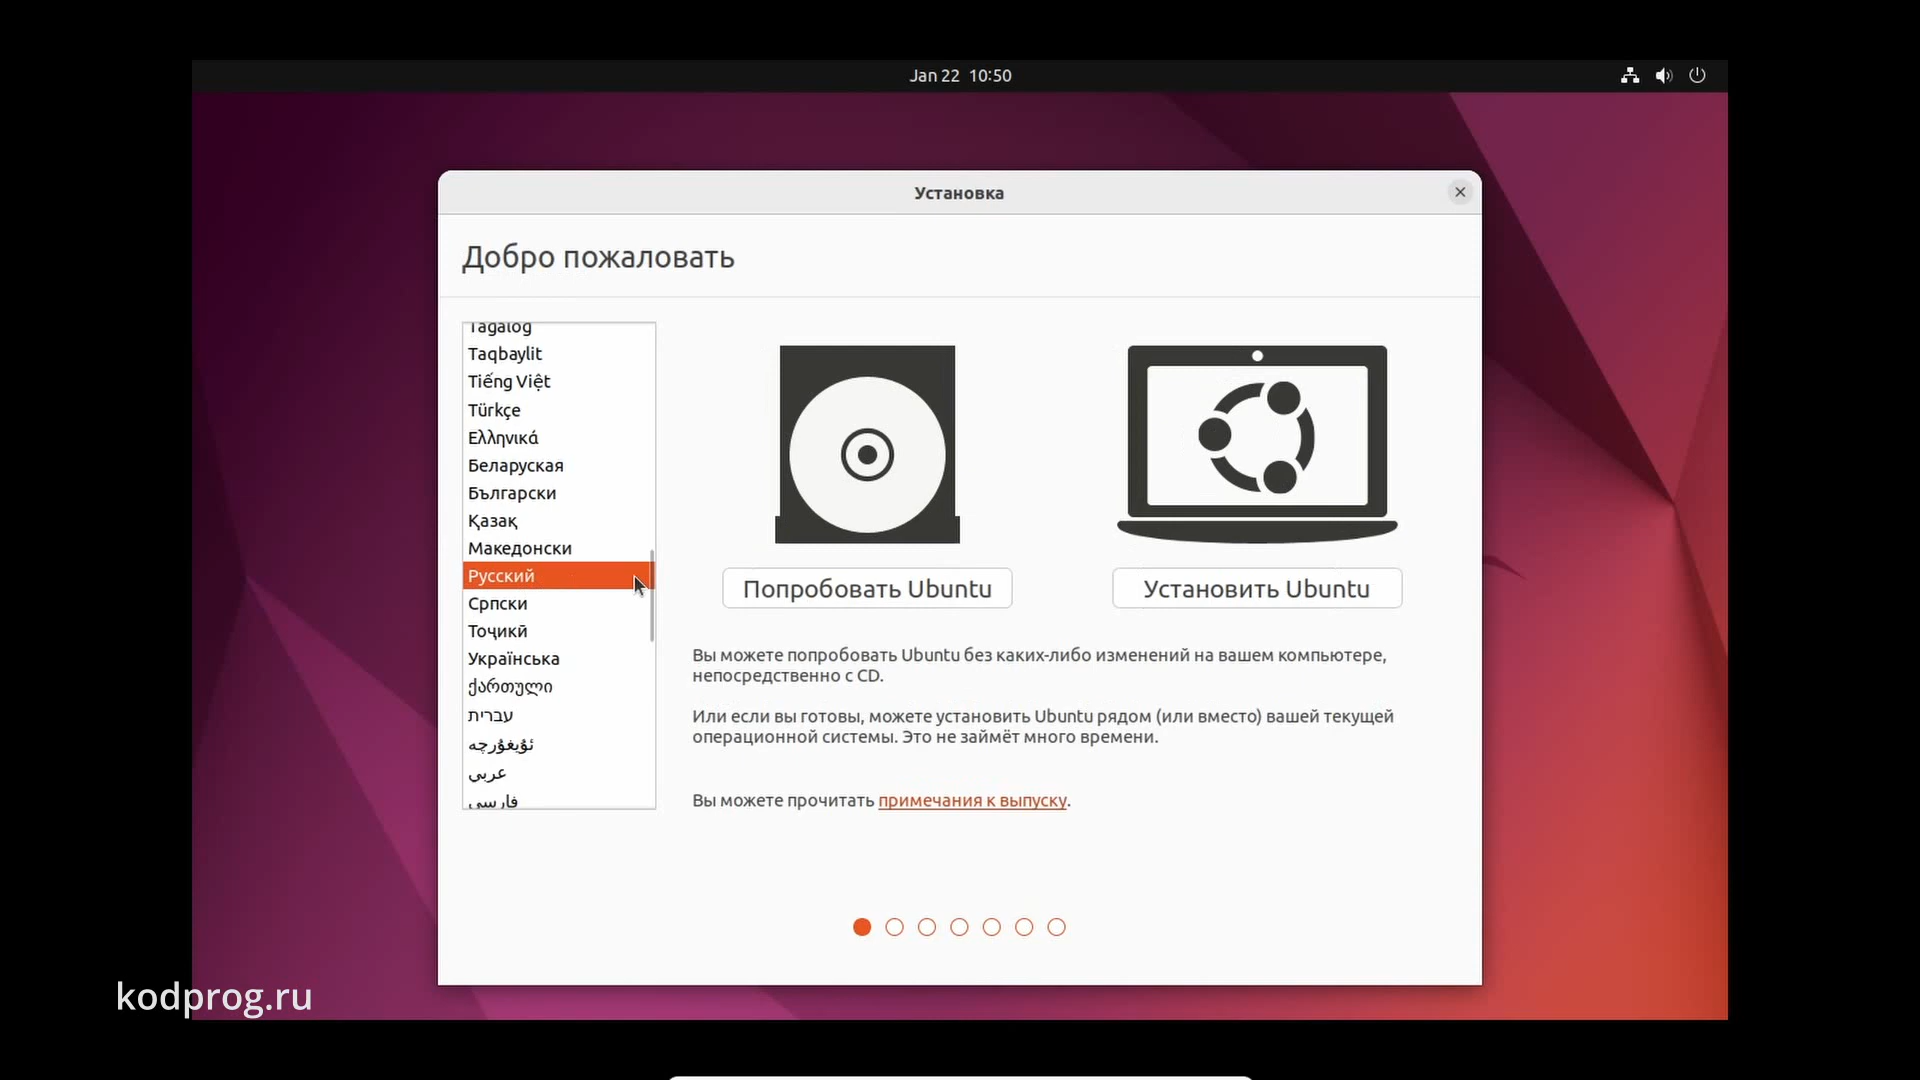 Jan 22 10:50
Установка
Добро пожаловать
Tagalog
Taqbaylit
Tiếng Việt
Türkçe
Ελληνικά
Беларуская
Български
Қазақ
Македонски
Русский
Српски
Тоҷикӣ
Українська
ქართული
עברית
ئۇيغۇرچە
عربي
فارسی
Попробовать Ubuntu
Установить Ubuntu
Вы можете попробовать Ubuntu без каких-либо изменений на вашем компьютере,
непосредственно с CD.
Или если вы готовы, можете установить Ubuntu рядом (или вместо) вашей текущей
операционной системы. Это не займёт много времени.
Вы можете прочитать примечания к выпуску.
kodprog.ru